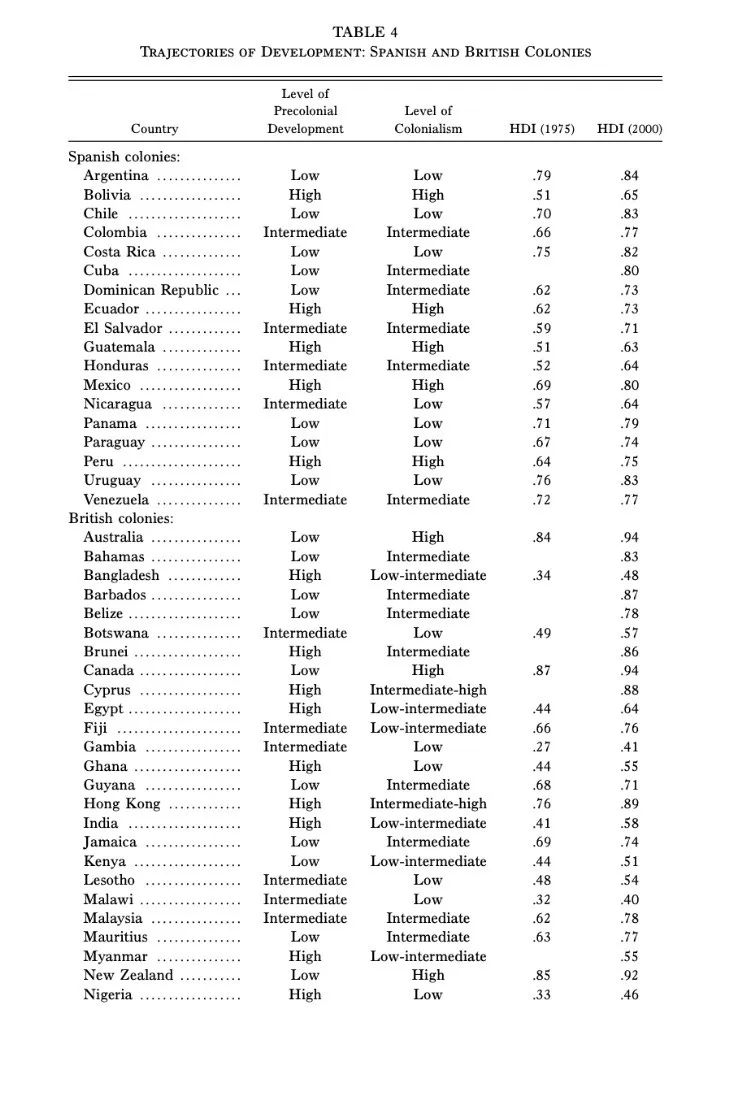 TABLE 4
Trajectories of Development: Spanish and British Colonies
Level of
Precolonial Level of
Country Development Colonialism HDI (1975) HDI (2000)
Spanish colonies:
Argentina ............... Low Low .79 .84
Bolivia .................. High High .51 .65
Chile .................... Low Low .70 .83
Colombia ............... Intermediate Intermediate .66 .77
Costa Rica .............. Low Low .75 .82
Cuba .................... Low Intermediate .80
Dominican Republic ... Low Intermediate .62 .73
Ecuador ................. High High .62 .73
El Salvador ............. Intermediate Intermediate .59 .71
Guatemala .............. High High .51 .63
Honduras ............... Intermediate Intermediate .52 .64
Mexico .................. High High .69 .80
Nicaragua .............. Intermediate Low .57 .64
Panama ................. Low Low .71 .79
Paraguay ................ Low Low .67 .74
Peru ..................... High High .64 .75
Uruguay ................ Low Low .76 .83
Venezuela ............... Intermediate Intermediate .72 .77
British colonies:
Australia ................ Low High .84 .94
Bahamas ................ Low Intermediate .83
Bangladesh ............. High Low-intermediate .34 .48
Barbados ................ Low Intermediate .87
Belize .................... Low Intermediate .78
Botswana ............... Intermediate Low .49 .57
Brunei ................... High Intermediate .86
Canada .................. Low High .87 .94
Cyprus .................. High Intermediate-high .88
Egypt .................... High Low-intermediate .44 .64
Fiji ...................... Intermediate Low-intermediate .66 .76
Gambia ................. Intermediate Low .27 .41
Ghana ................... High Low .44 .55
Guyana ................. Low Intermediate .68 .71
Hong Kong ............. High Intermediate-high .76 .89
India .................... High Low-intermediate .41 .58
Jamaica ................. Low Intermediate .69 .74
Kenya ................... Low Low-intermediate .44 .51
Lesotho ................. Intermediate Low .48 .54
Malawi .................. Intermediate Low .32 .40
Malaysia ................ Intermediate Intermediate .62 .78
Mauritius ............... Low Intermediate .63 .77
Myanmar ............... High Low-intermediate .55
New Zealand ........... Low High .85 .92
Nigeria .................. High Low .33 .46